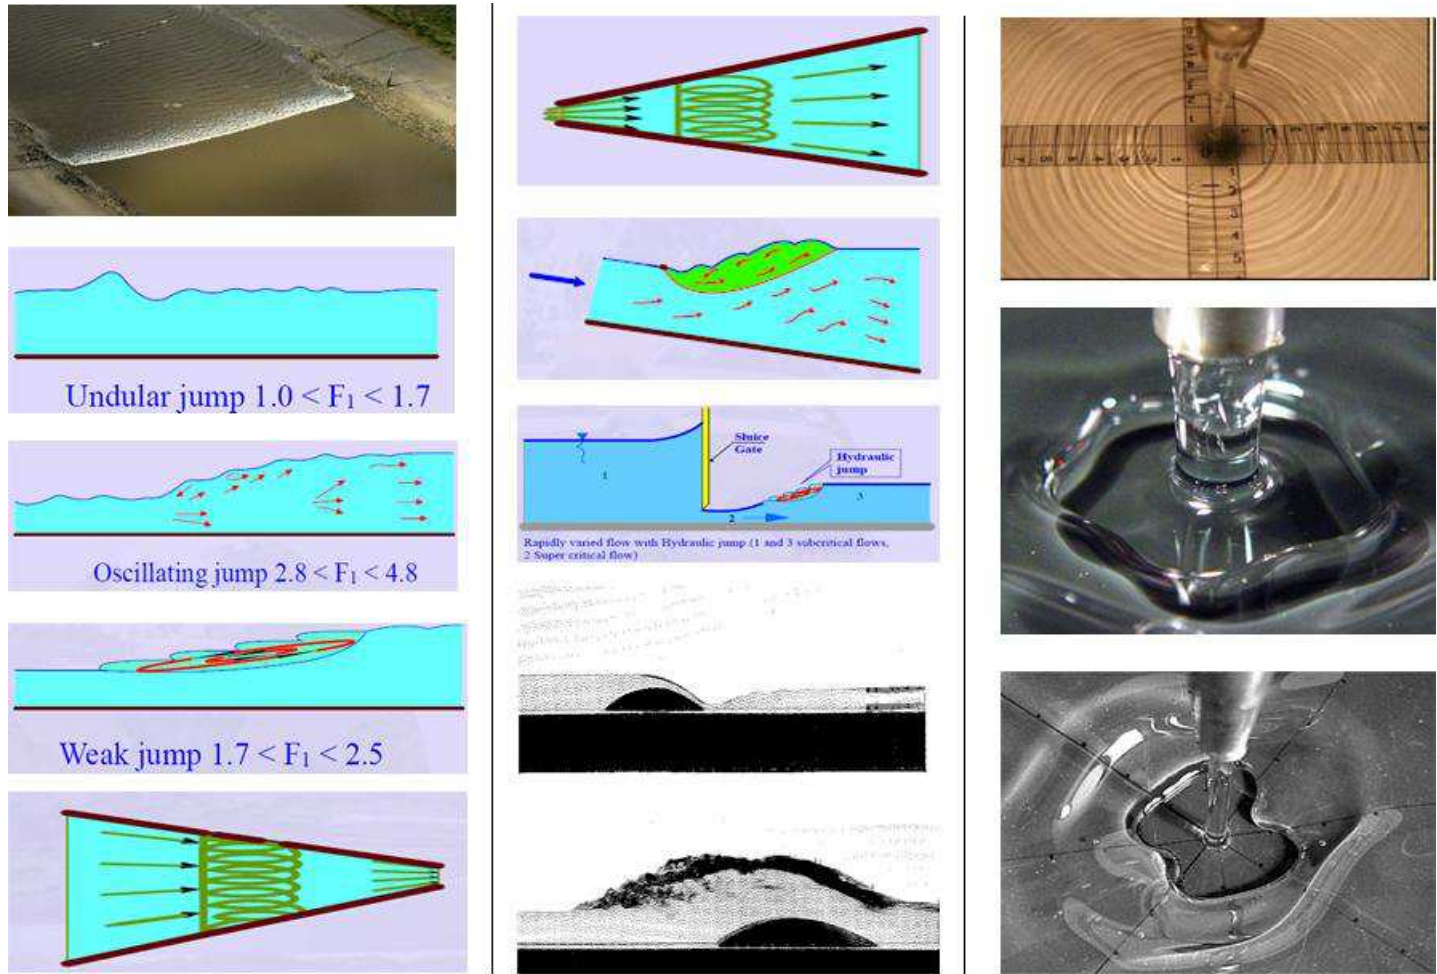 Undular jump 1.0 < F₁ < 1.7
Oscillating jump 2.8 < F₁ < 4.8
Weak jump 1.7 < F₁ < 2.5
Sluice
Gate
Hydraulic
jump
1
2
3
Rapidly varied flow with Hydraulic jump (1 and 3 subcritical flows,
2 Super critical flow)